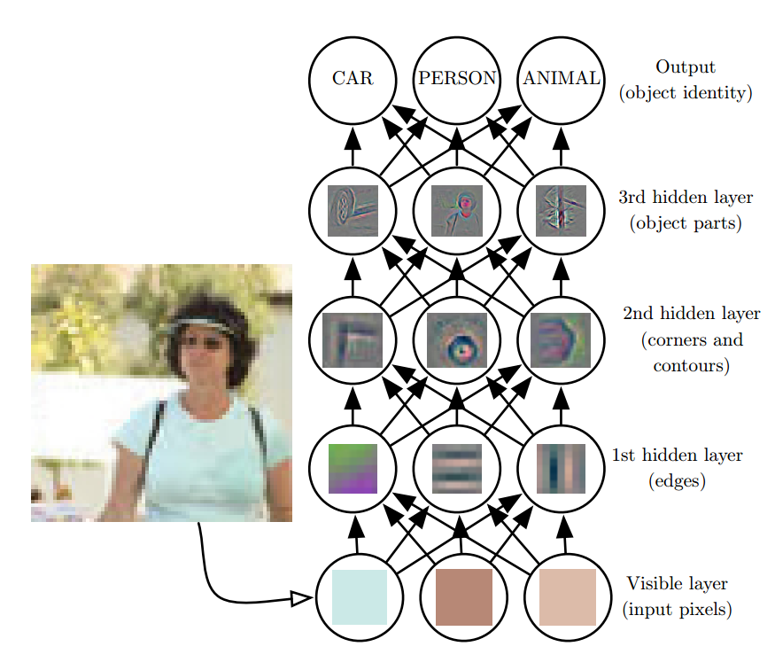 CAR
PERSON
ANIMAL
Output
(object identity)
3rd hidden layer
(object parts)
2nd hidden layer
(corners and
contours)
1st hidden layer
(edges)
Visible layer
(input pixels)